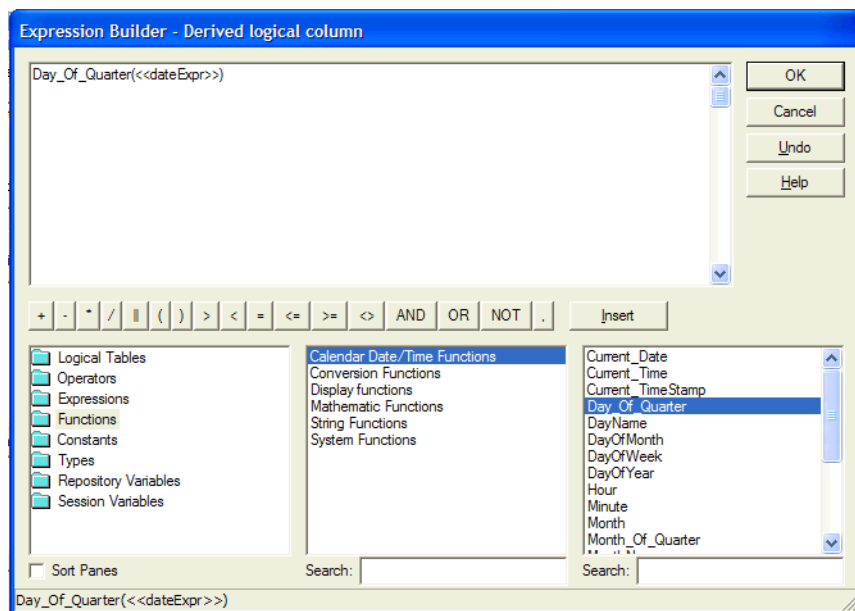 Expression Builder - Derived logical column
Day_Of_Quarter(<<dateExpr>>)
OK
Cancel
Undo
Help
+ - * / || ( ) > < = <= >= <> AND OR NOT , Insert
Logical Tables
Operators
Expressions
Functions
Constants
Types
Repository Variables
Session Variables
Calendar Date/Time Functions
Conversion Functions
Display functions
Mathematic Functions
String Functions
System Functions
Current_Date
Current_Time
Current_TimeStamp
Day_Of_Quarter
DayName
DayOfMonth
DayOfWeek
DayOfYear
Hour
Minute
Month
Month_Of_Quarter
Sort Panes
Search:
Search:
Day_Of_Quarter(<<dateExpr>>)